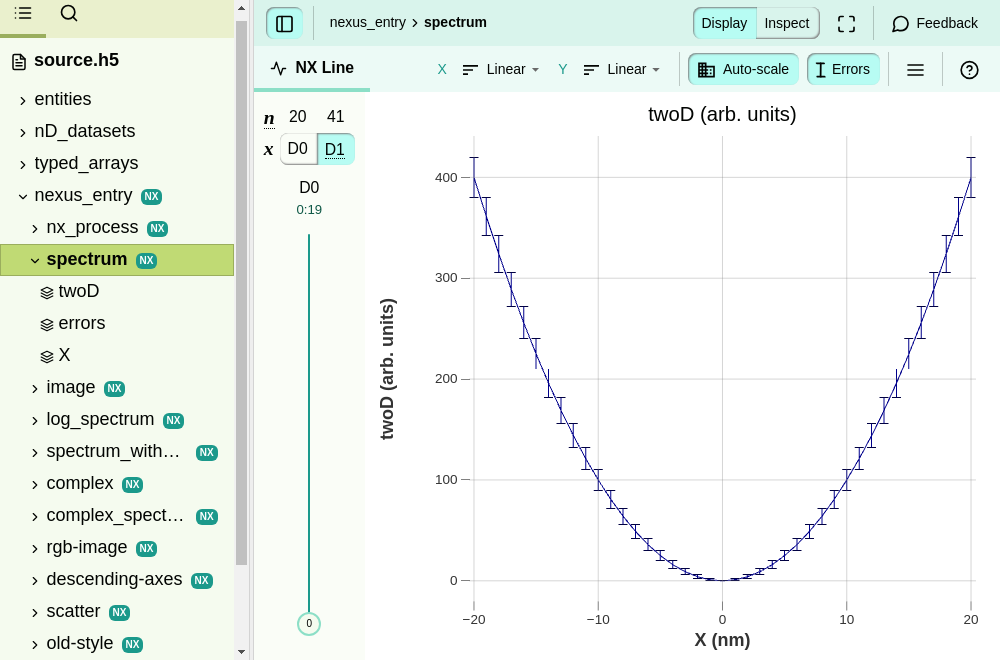 source.h5
entities
nD_datasets
typed_arrays
nexus_entry NX
nx_process NX
spectrum NX
twoD
errors
X
image NX
log_spectrum NX
spectrum_with… NX
complex NX
complex_spect… NX
rgb-image NX
descending-axes NX
scatter NX
old-style NX
nexus_entry › spectrum
Display Inspect
Feedback
NX Line
X Linear
Y Linear
Auto-scale
Errors
n 20 41
x D0 D1
D0
0:19
0
twoD (arb. units)
400
300
200
100
0
twoD (arb. units)
−20 −10 0 10 20
X (nm)